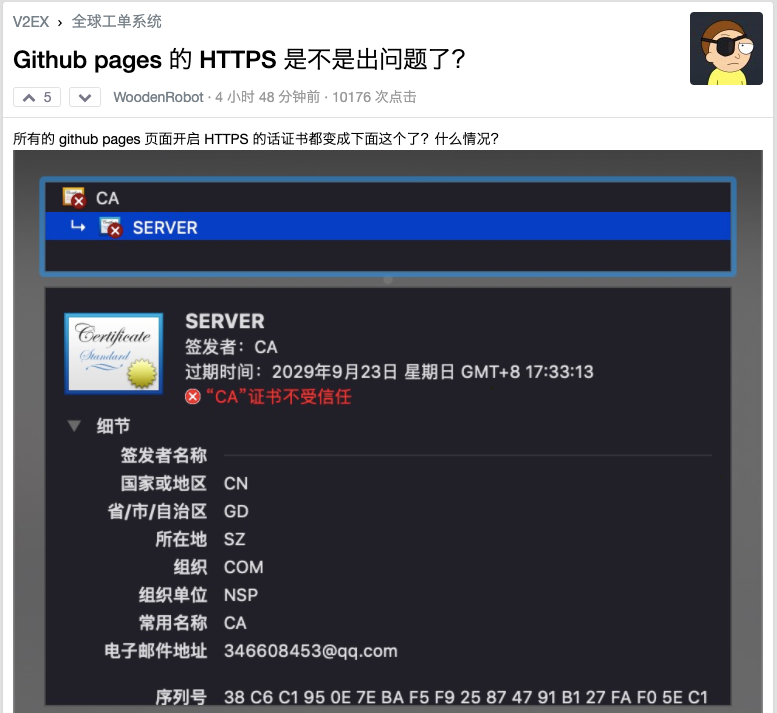 V2EX › 全球工单系统
Github pages 的 HTTPS 是不是出问题了？
5 WoodenRobot · 4 小时 48 分钟前 · 10176 次点击
所有的 github pages 页面开启 HTTPS 的话证书都变成下面这个了？什么情况？
CA
SERVER
Certificate
Standard
SERVER
签发者：CA
过期时间：2029年9月23日 星期日 GMT+8 17:33:13
“CA”证书不受信任
细节
签发者名称
国家或地区 CN
省/市/自治区 GD
所在地 SZ
组织 COM
组织单位 NSP
常用名称 CA
电子邮件地址 346608453@qq.com
序列号 38 C6 C1 95 0E 7E BA F5 F9 25 87 47 91 B1 27 FA F0 5E C1